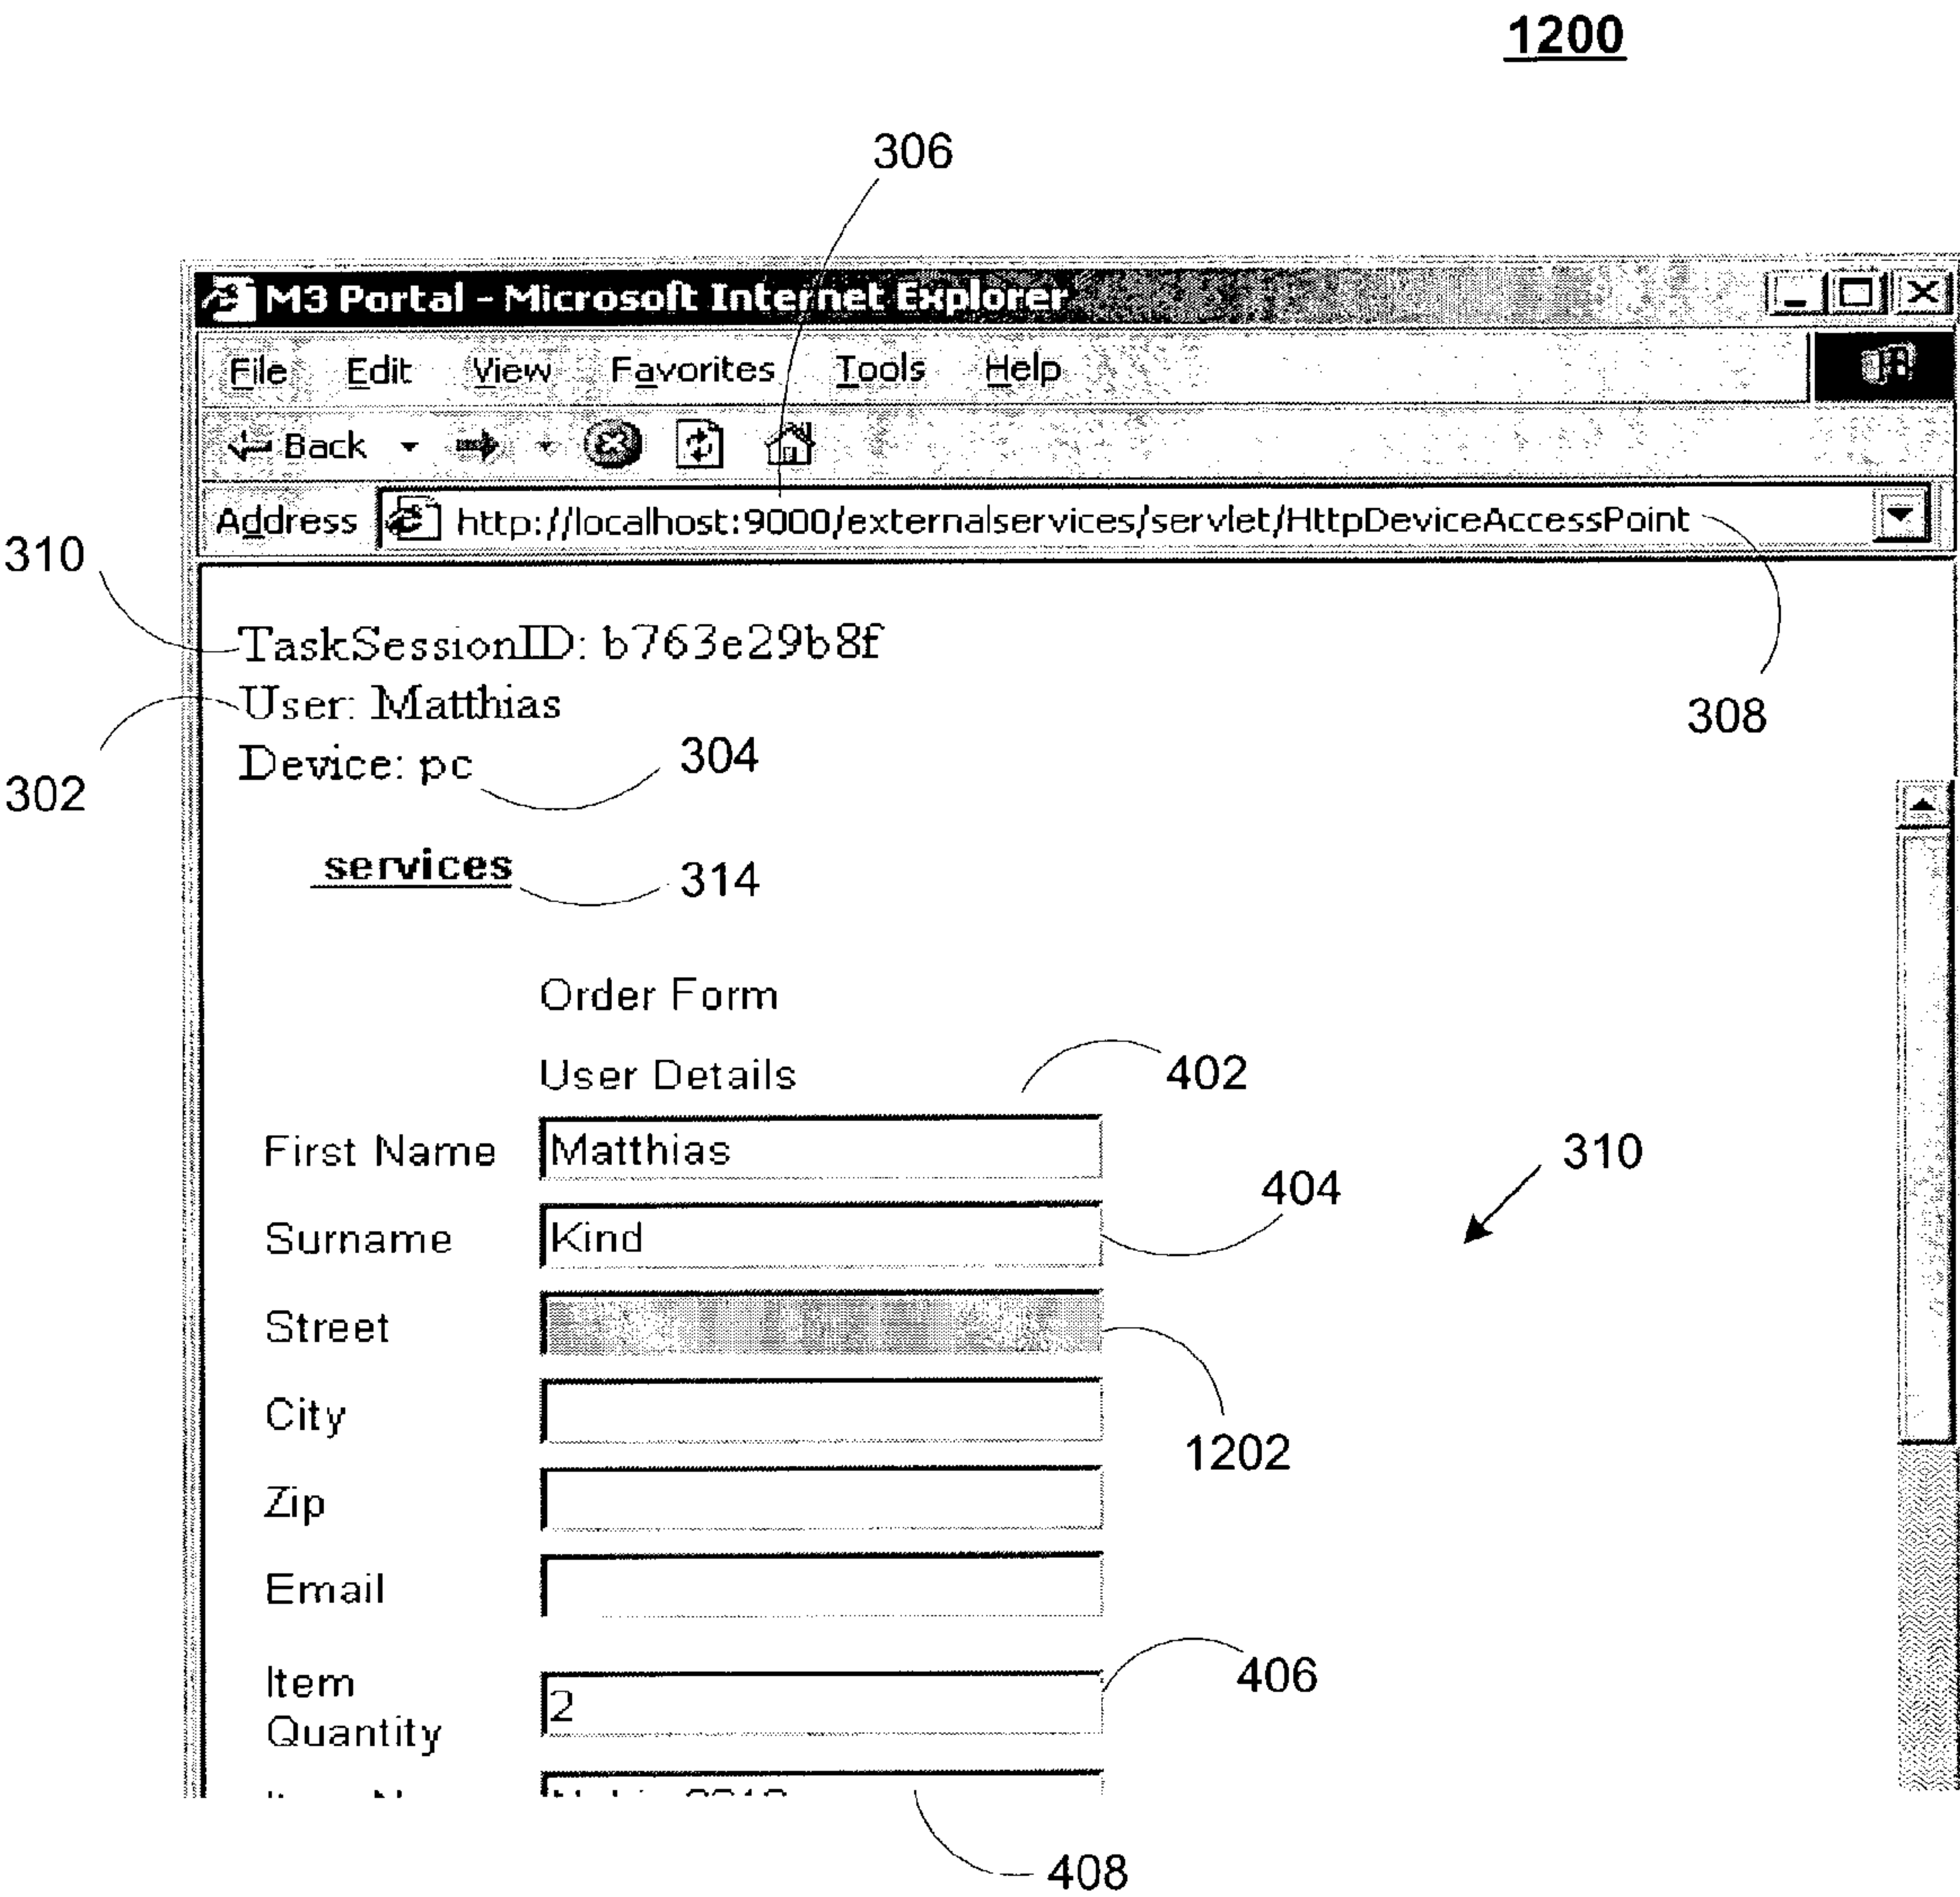 1200
306
M3 Portal - Microsoft Internet Explorer
File Edit View Favorites Tools Help
Back
Address http://localhost:9000/externalservices/servlet/HttpDeviceAccessPoint
310
TaskSessionID: b763e29b8f
User: Matthias
308
Device: pc
304
302
services
314
Order Form
User Details
402
First Name Matthias
310
404
Surname Kind
Street
City
1202
Zip
Email
Item
Quantity
2
406
408